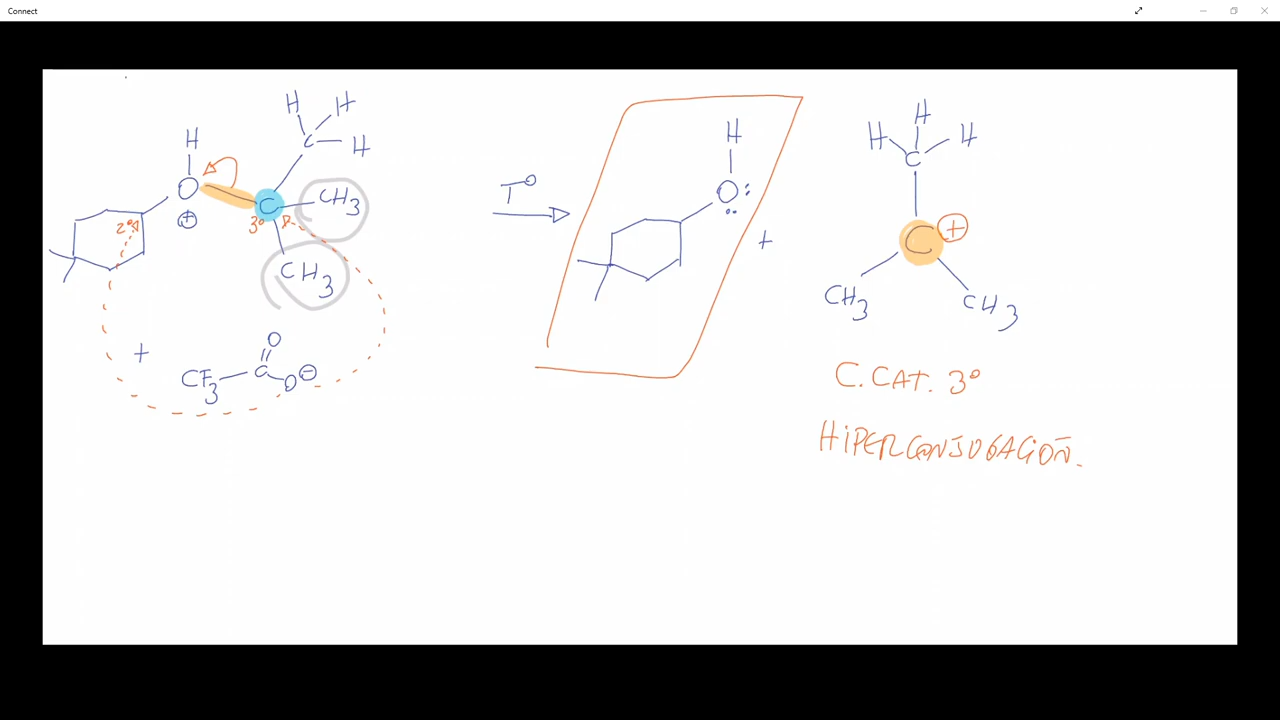 Connect
H H
H H H
H H
C H C
O C CH3 T° O: + C +
+ 2° 3°
CH3 CH3 CH3
+ O
CF3 C O⊖ C.CAT. 3°
HIPERCONJUGACIÓN.